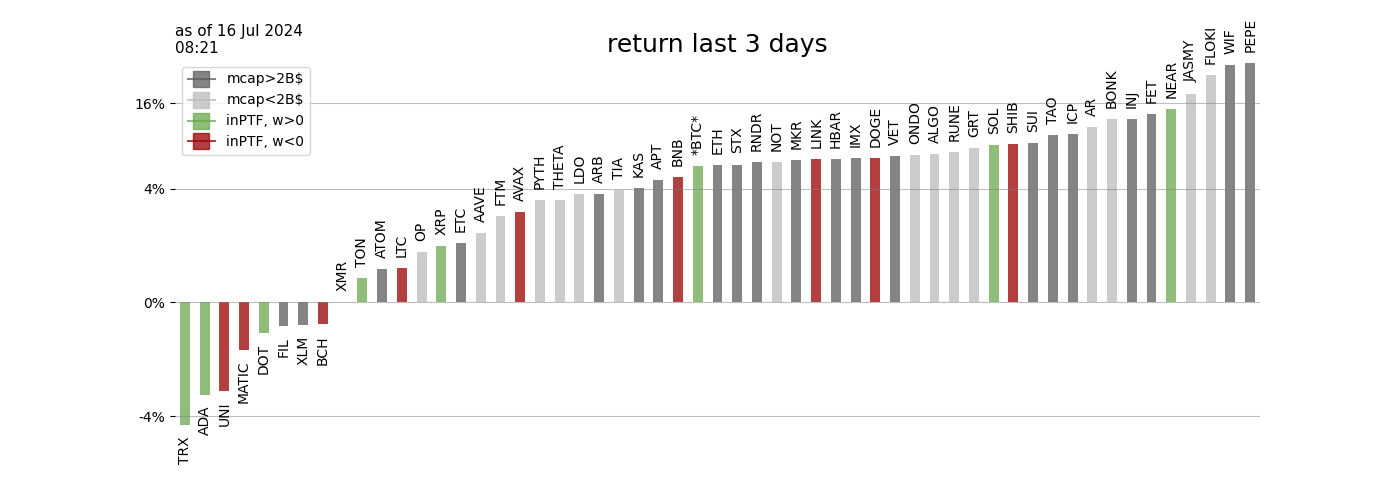 as of 16 Jul 2024
08:21
return last 3 days
mcap>2B$
mcap<2B$
inPTF, w>0
inPTF, w<0
16%
4%
0%
-4%
TRX
ADA
UNI
MATIC
DOT
FIL
XLM
BCH
XMR
TON
ATOM
LTC
OP
XRP
ETC
AAVE
FTM
AVAX
PYTH
THETA
LDO
ARB
TIA
KAS
APT
BNB
*BTC*
ETH
STX
RNDR
NOT
MKR
LINK
HBAR
IMX
DOGE
VET
ONDO
ALGO
RUNE
GRT
SOL
SHIB
SUI
TAO
ICP
AR
BONK
INJ
FET
NEAR
JASMY
FLOKI
WIF
PEPE